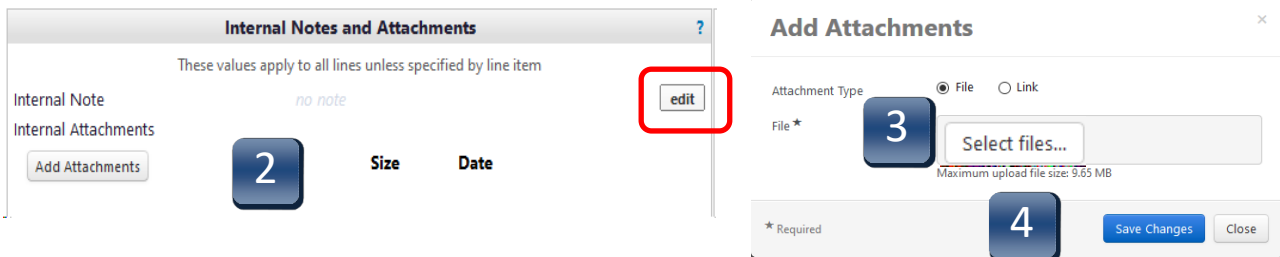 Internal Notes and Attachments ?
These values apply to all lines unless specified by line item
Internal Note no note edit
Internal Attachments
Add Attachments 2 Size Date
Add Attachments ×
Attachment Type File Link
File ★ 3 Select files...
Maximum upload file size: 9.65 MB
★ Required 4 Save Changes Close